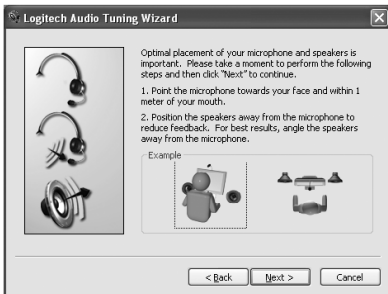 Logitech Audio Tuning Wizard
Optimal placement of your microphone and speakers is
important. Please take a moment to perform the following
steps and then click "Next" to continue.
1. Point the microphone towards your face and within 1
meter of your mouth.
2. Position the speakers away from the microphone to
reduce feedback. For best results, angle the speakers
away from the microphone.
Example
< Back
Next >
Cancel